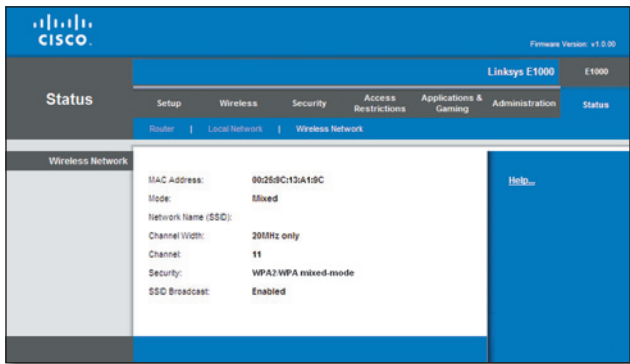 CISCO.
Firmware Version: v1.0.00
Linksys E1000 E1000
Status Setup Wireless Security Access Restrictions Applications & Gaming Administration Status
Router | Local Network | Wireless Network
Wireless Network
MAC Address: 00:25:9C:13:A1:9C
Help...
Mode: Mixed
Network Name (SSID):
Channel Width: 20MHz only
Channel: 11
Security: WPA2/WPA mixed-mode
SSID Broadcast: Enabled